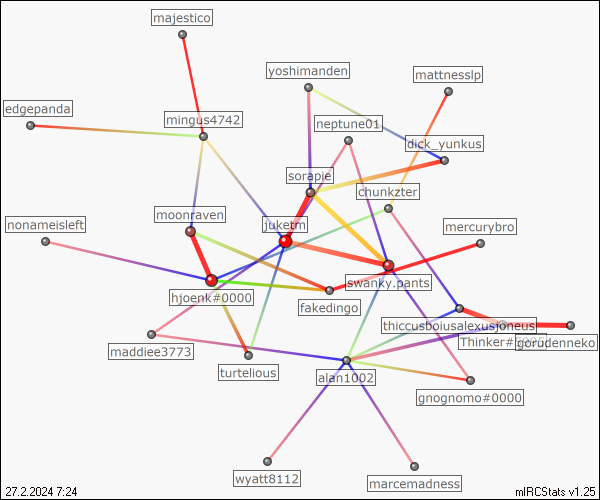 majestico
yoshimanden
mattnesslp
edgepanda
mingus4742
neptune01
dick_yunkus
sorapie
chunkzter
moonraven
juketm
nonameisleft
mercurybro
swanky.pants
hjoenk#0000
fakedingo
thiccusboiusalexusjoneus
Thinker#
gorudenneko
maddiee3773
turtelious
alan1002
gnognomo#0000
wyatt8112
marcemadness
27.2.2024 7:24
mIRCStats v1.25